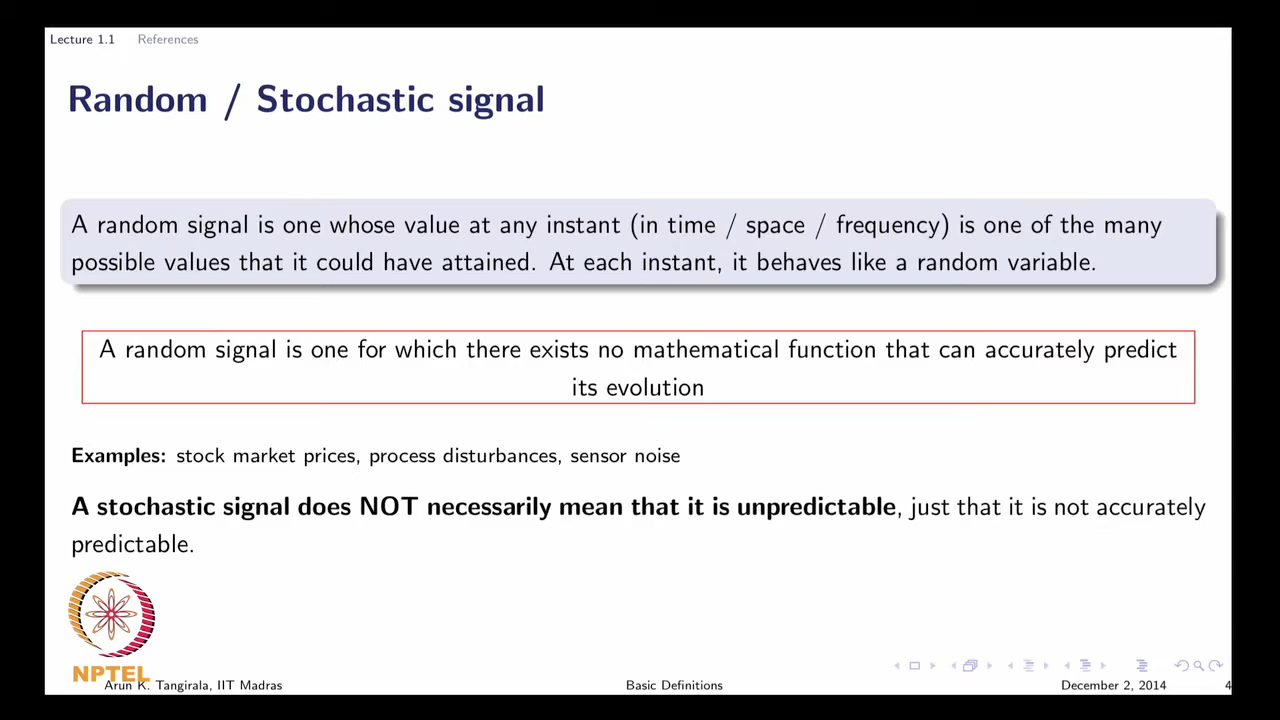 Lecture 1.1 References
Random / Stochastic signal
A random signal is one whose value at any instant (in time / space / frequency) is one of the many
possible values that it could have attained. At each instant, it behaves like a random variable.
A random signal is one for which there exists no mathematical function that can accurately predict
its evolution
Examples: stock market prices, process disturbances, sensor noise
A stochastic signal does NOT necessarily mean that it is unpredictable, just that it is not accurately
predictable.
NPTEL
Arun K. Tangirala, IIT Madras Basic Definitions December 2, 2014 4